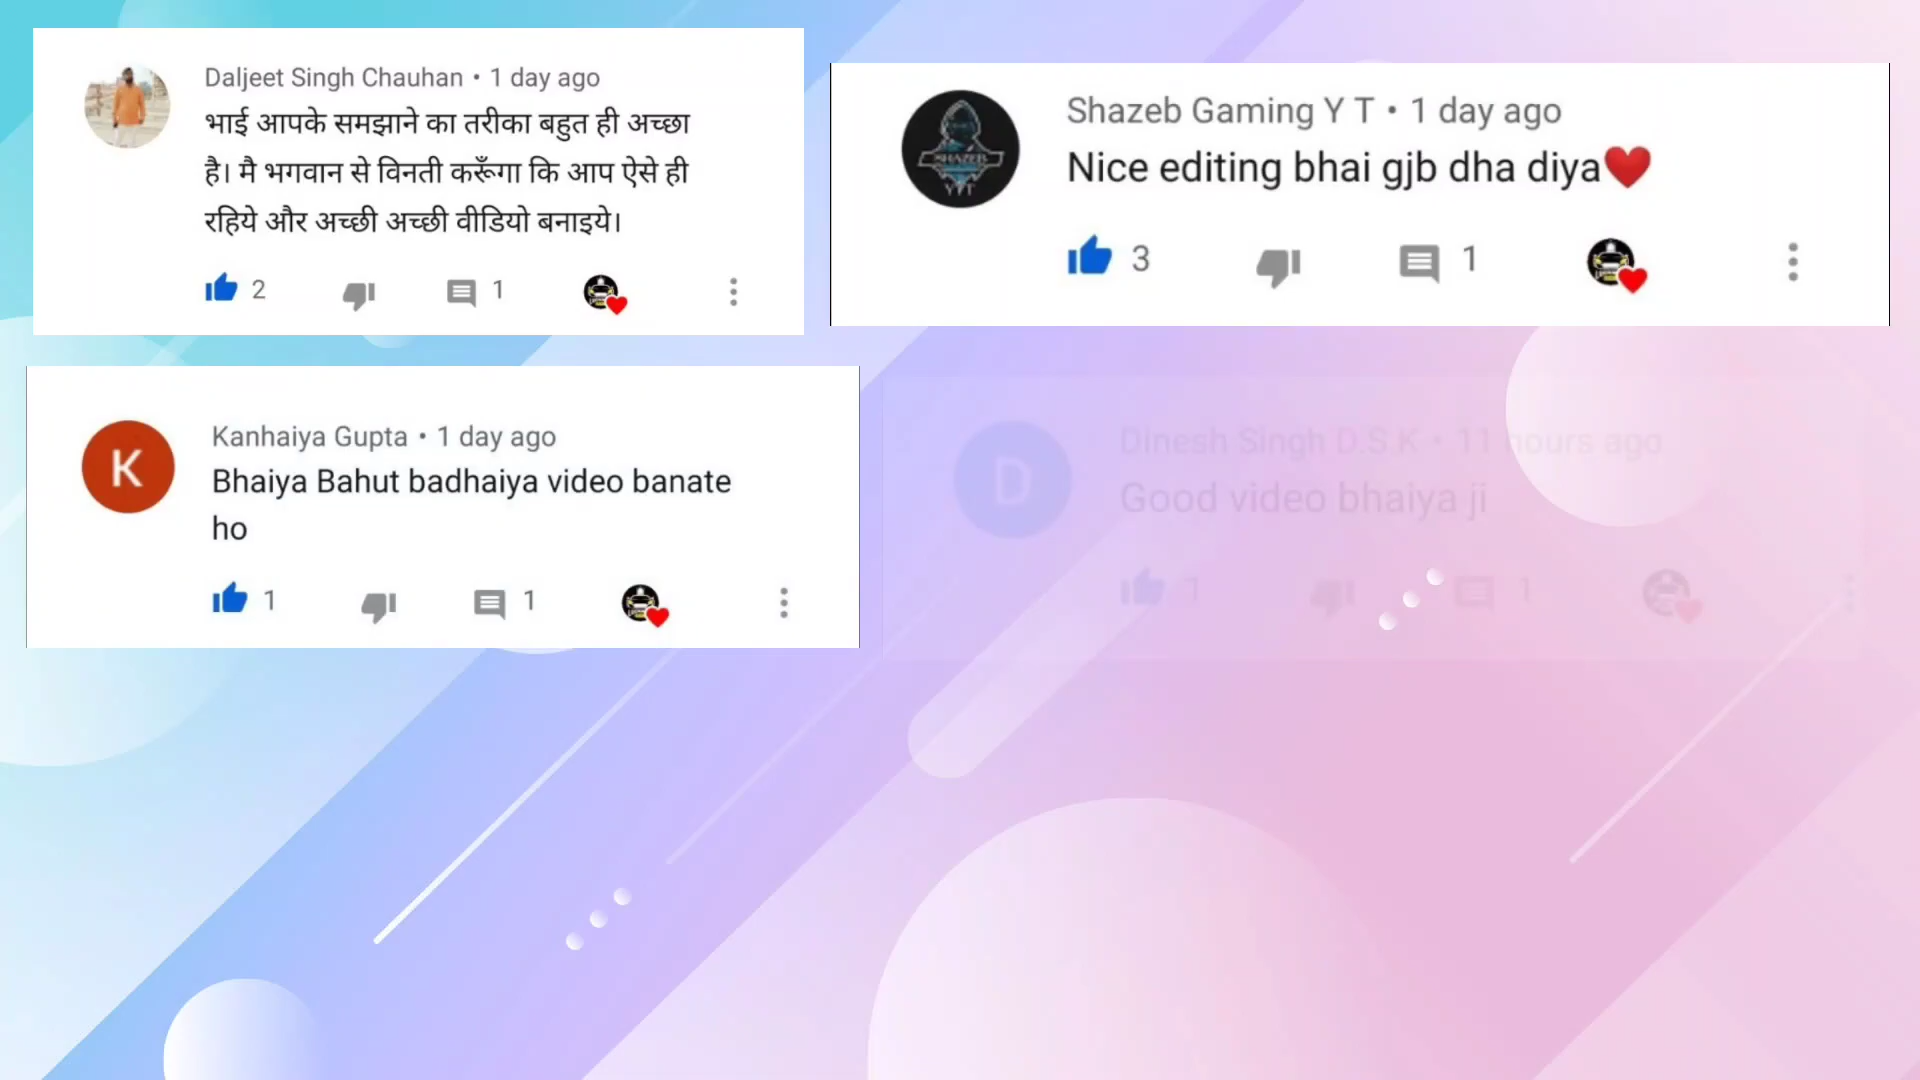 Daljeet Singh Chauhan • 1 day ago
भाई आपके समझाने का तरीका बहुत ही अच्छा
है। मै भगवान से विनती करूँगा कि आप ऐसे ही
रहिये और अच्छी अच्छी वीडियो बनाइये।
2 1
Shazeb Gaming Y T • 1 day ago
Nice editing bhai gjb dha diya❤️
3 1
SHAZEB
YT
K
Kanhaiya Gupta • 1 day ago
Bhaiya Bahut badhaiya video banate
ho
1 1
D
Dinesh Singh D.S.K • 11 hours ago
Good video bhaiya ji
1 1